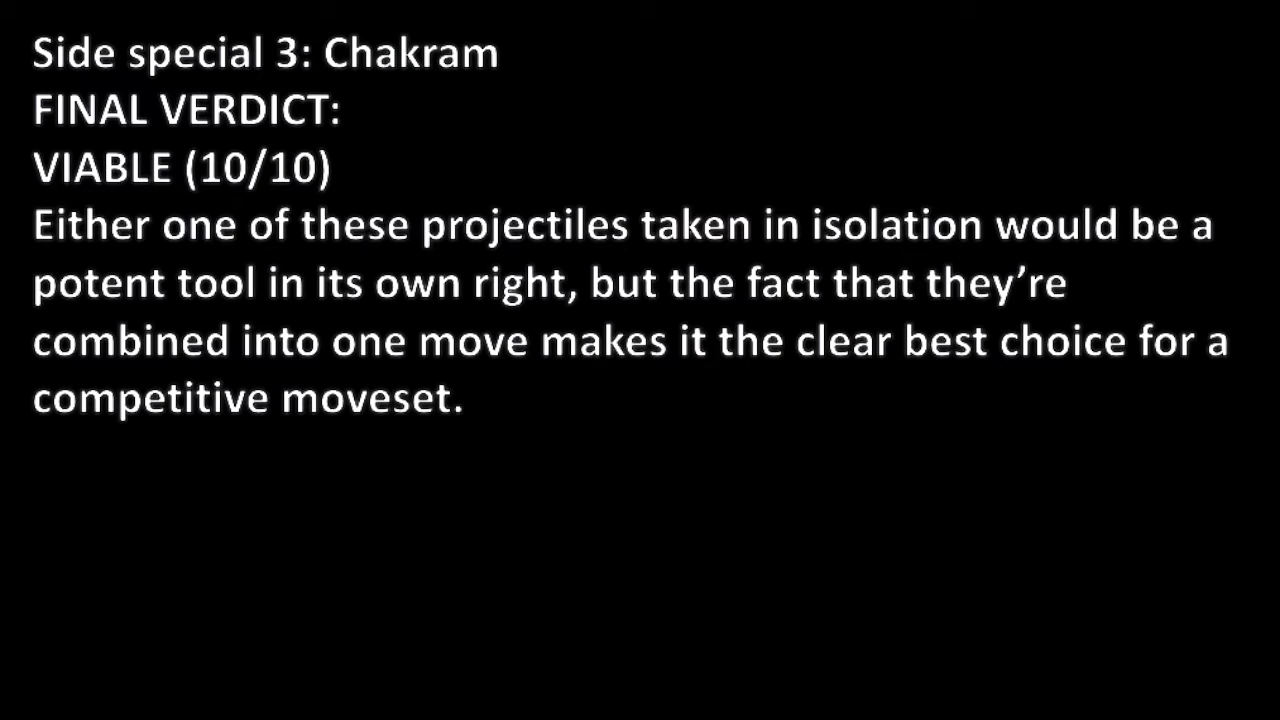 Side special 3: Chakram
FINAL VERDICT:
VIABLE (10/10)
Either one of these projectiles taken in isolation would be a
potent tool in its own right, but the fact that they’re
combined into one move makes it the clear best choice for a
competitive moveset.